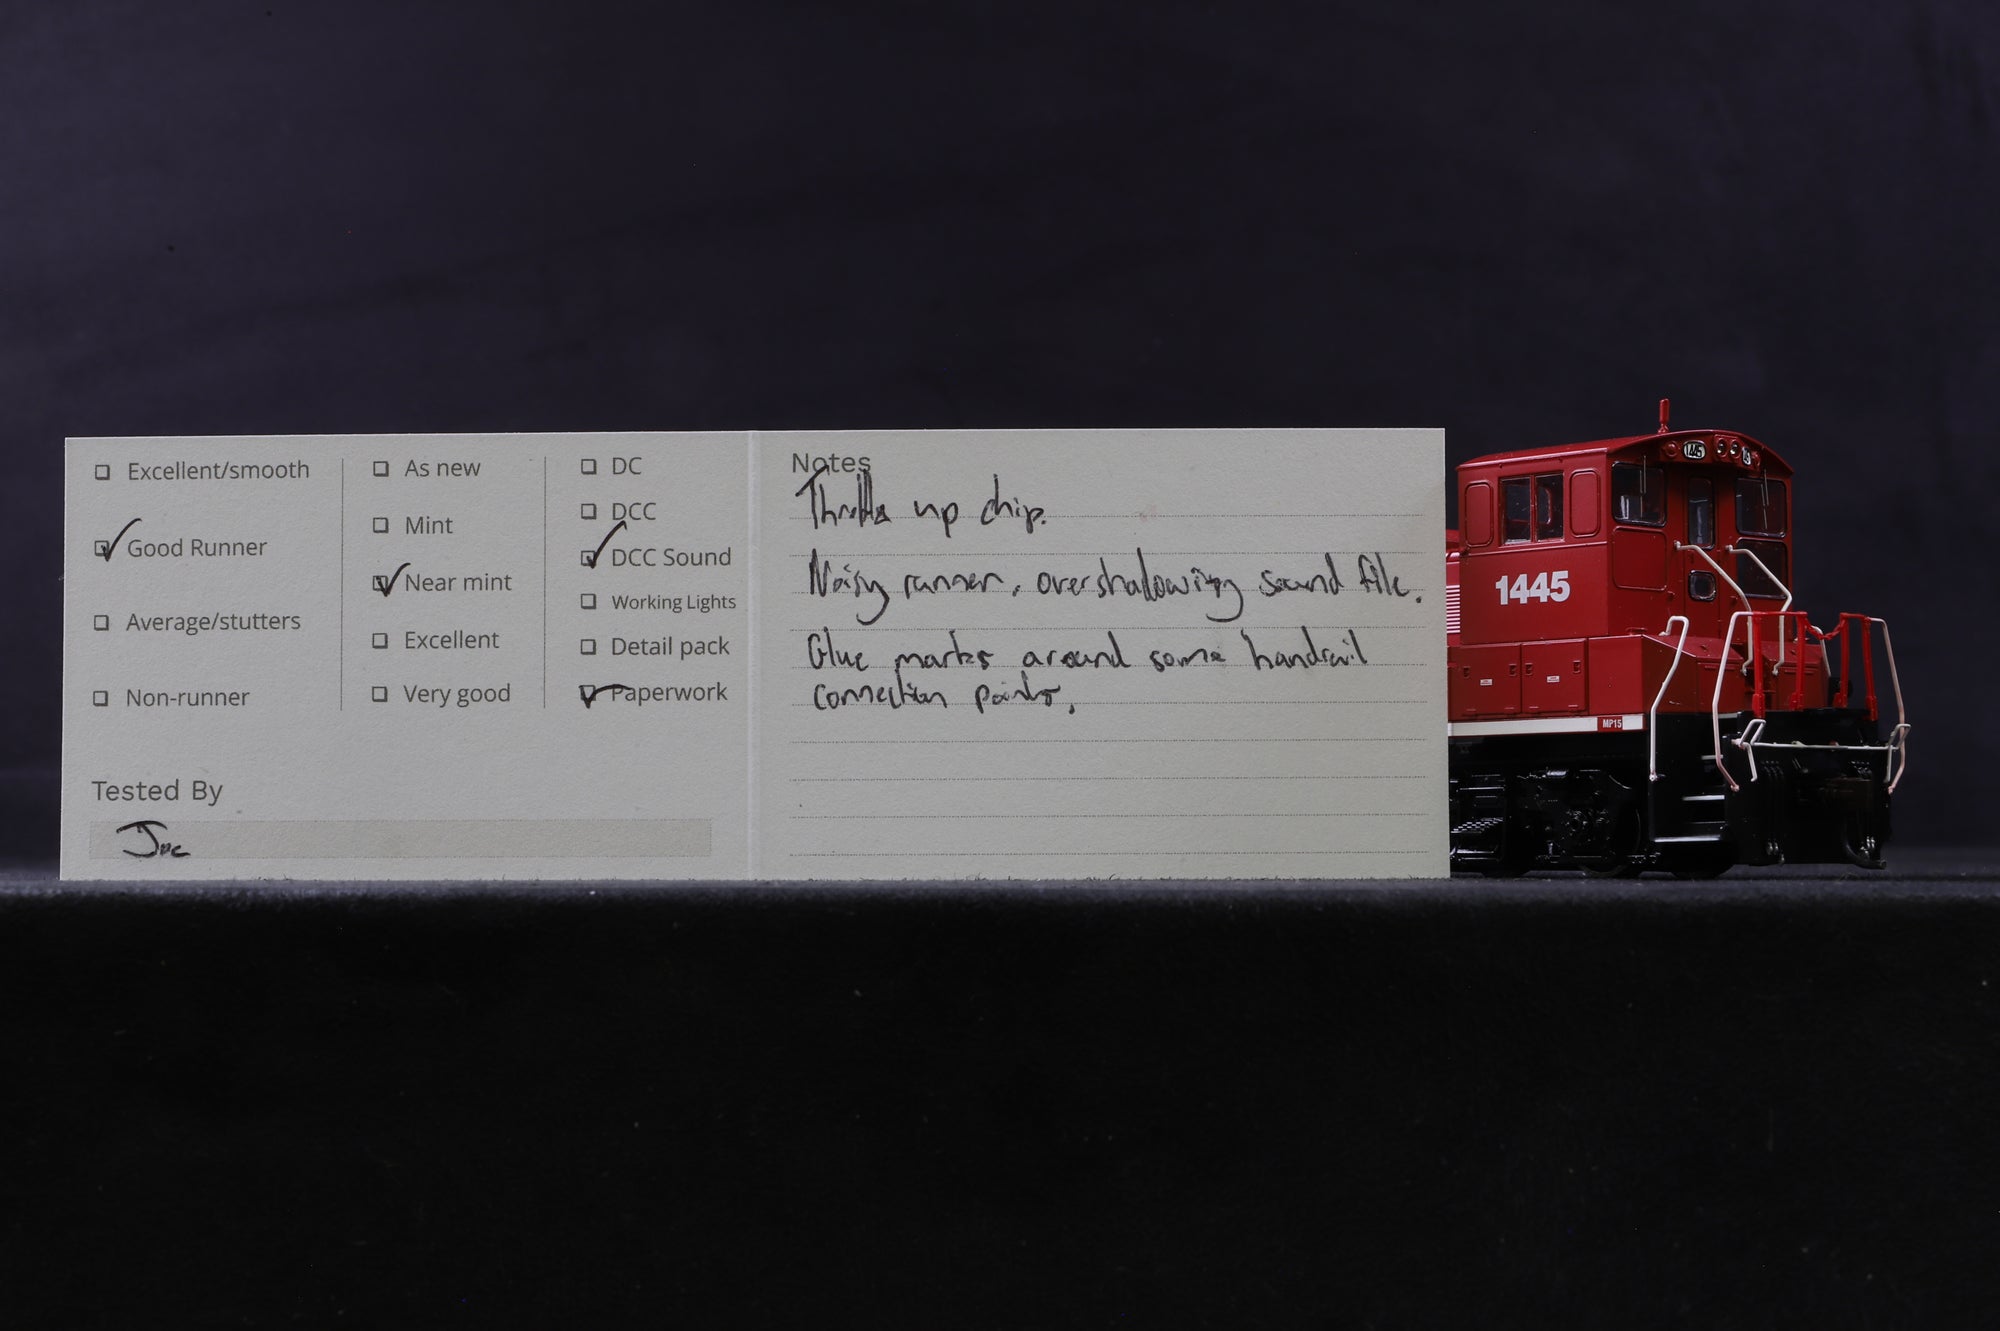 Excellent/smooth
Good Runner
Average/stutters
Non-runner
As new
Mint
Near mint
Excellent
Very good
DC
DCC
DCC Sound
Working Lights
Detail pack
Paperwork
Tested By
Joe
Notes
Throttle up chip.
Noisy runner, overshadowing sound file.
Glue marks around some handrail
connection points.
1445
1445
MP15